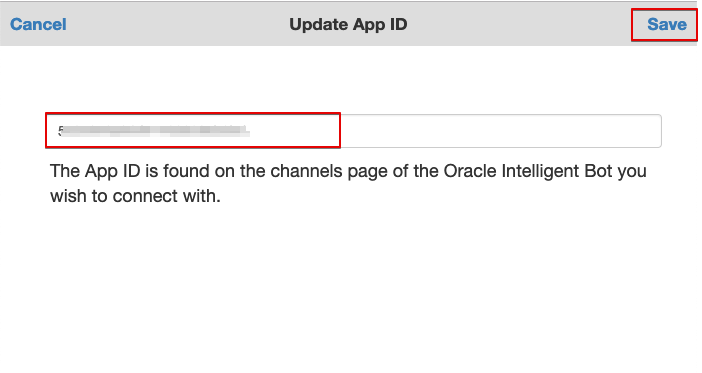 Cancel Update App ID Save
The App ID is found on the channels page of the Oracle Intelligent Bot you
wish to connect with.